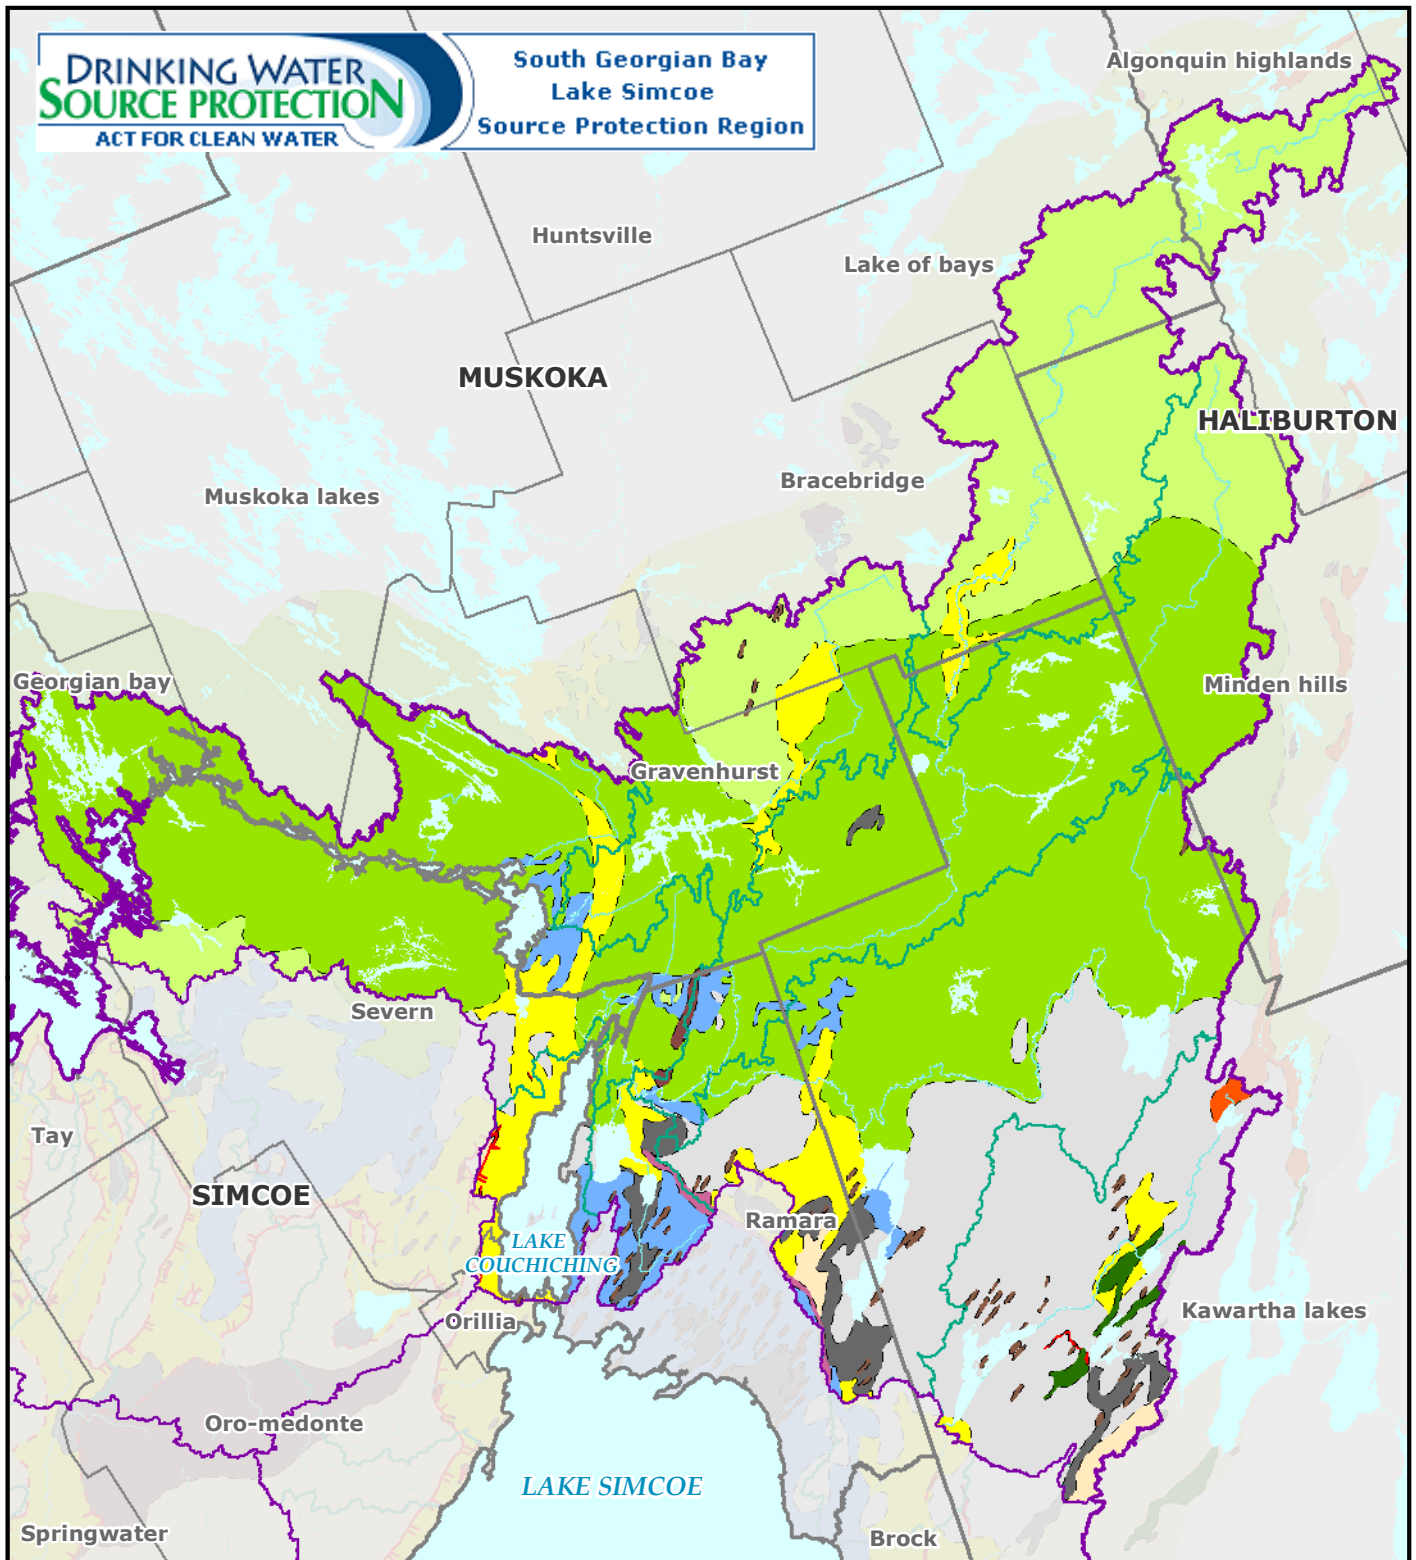 DRINKING WATER
SOURCE PROTECTION
ACT FOR CLEAN WATER
South Georgian Bay
Lake Simcoe
Source Protection Region
Algonquin highlands
Huntsville
Lake of bays
MUSKOKA
HALIBURTON
Bracebridge
Muskoka lakes
Georgian bay
Minden hills
Gravenhurst
Severn
Tay
SIMCOE
Ramara
LAKE
COUCHICHING
Orillia
Kawartha lakes
Oro-medonte
LAKE SIMCOE
Springwater
Brock